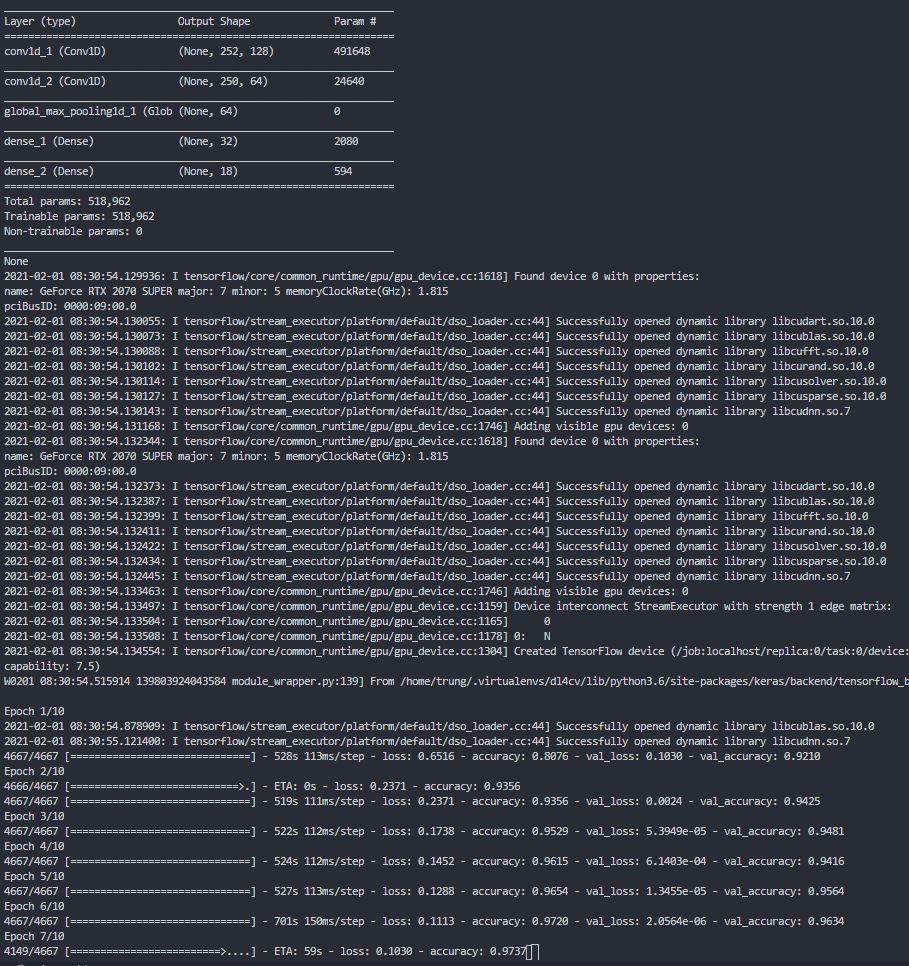 Layer (type) Output Shape Param #
=================================================================
conv1d_1 (Conv1D) (None, 252, 128) 491648
conv1d_2 (Conv1D) (None, 250, 64) 24640
global_max_pooling1d_1 (Glob (None, 64) 0
dense_1 (Dense) (None, 32) 2080
dense_2 (Dense) (None, 18) 594
=================================================================
Total params: 518,962
Trainable params: 518,962
Non-trainable params: 0
None
2021-02-01 08:30:54.129936: I tensorflow/core/common_runtime/gpu/gpu_device.cc:1618] Found device 0 with properties:
name: GeForce RTX 2070 SUPER major: 7 minor: 5 memoryClockRate(GHz): 1.815
pciBusID: 0000:09:00.0
2021-02-01 08:30:54.130055: I tensorflow/stream_executor/platform/default/dso_loader.cc:44] Successfully opened dynamic library libcudart.so.10.0
2021-02-01 08:30:54.130073: I tensorflow/stream_executor/platform/default/dso_loader.cc:44] Successfully opened dynamic library libcublas.so.10.0
2021-02-01 08:30:54.130088: I tensorflow/stream_executor/platform/default/dso_loader.cc:44] Successfully opened dynamic library libcufft.so.10.0
2021-02-01 08:30:54.130102: I tensorflow/stream_executor/platform/default/dso_loader.cc:44] Successfully opened dynamic library libcurand.so.10.0
2021-02-01 08:30:54.130114: I tensorflow/stream_executor/platform/default/dso_loader.cc:44] Successfully opened dynamic library libcusolver.so.10.0
2021-02-01 08:30:54.130127: I tensorflow/stream_executor/platform/default/dso_loader.cc:44] Successfully opened dynamic library libcusparse.so.10.0
2021-02-01 08:30:54.130143: I tensorflow/stream_executor/platform/default/dso_loader.cc:44] Successfully opened dynamic library libcudnn.so.7
2021-02-01 08:30:54.131168: I tensorflow/core/common_runtime/gpu/gpu_device.cc:1746] Adding visible gpu devices: 0
2021-02-01 08:30:54.132344: I tensorflow/core/common_runtime/gpu/gpu_device.cc:1618] Found device 0 with properties:
name: GeForce RTX 2070 SUPER major: 7 minor: 5 memoryClockRate(GHz): 1.815
pciBusID: 0000:09:00.0
2021-02-01 08:30:54.132373: I tensorflow/stream_executor/platform/default/dso_loader.cc:44] Successfully opened dynamic library libcudart.so.10.0
2021-02-01 08:30:54.132387: I tensorflow/stream_executor/platform/default/dso_loader.cc:44] Successfully opened dynamic library libcublas.so.10.0
2021-02-01 08:30:54.132399: I tensorflow/stream_executor/platform/default/dso_loader.cc:44] Successfully opened dynamic library libcufft.so.10.0
2021-02-01 08:30:54.132411: I tensorflow/stream_executor/platform/default/dso_loader.cc:44] Successfully opened dynamic library libcurand.so.10.0
2021-02-01 08:30:54.132422: I tensorflow/stream_executor/platform/default/dso_loader.cc:44] Successfully opened dynamic library libcusolver.so.10.0
2021-02-01 08:30:54.132434: I tensorflow/stream_executor/platform/default/dso_loader.cc:44] Successfully opened dynamic library libcusparse.so.10.0
2021-02-01 08:30:54.132445: I tensorflow/stream_executor/platform/default/dso_loader.cc:44] Successfully opened dynamic library libcudnn.so.7
2021-02-01 08:30:54.133463: I tensorflow/core/common_runtime/gpu/gpu_device.cc:1746] Adding visible gpu devices: 0
2021-02-01 08:30:54.133497: I tensorflow/core/common_runtime/gpu/gpu_device.cc:1159] Device interconnect StreamExecutor with strength 1 edge matrix:
2021-02-01 08:30:54.133504: I tensorflow/core/common_runtime/gpu/gpu_device.cc:1165] 0
2021-02-01 08:30:54.133508: I tensorflow/core/common_runtime/gpu/gpu_device.cc:1178] 0: N
2021-02-01 08:30:54.134554: I tensorflow/core/common_runtime/gpu/gpu_device.cc:1304] Created TensorFlow device (/job:localhost/replica:0/task:0/device:
capability: 7.5)
W0201 08:30:54.515914 139803924043584 module_wrapper.py:139] From /home/trung/.virtualenvs/dl4cv/lib/python3.6/site-packages/keras/backend/tensorflow_b
Epoch 1/10
2021-02-01 08:30:54.878909: I tensorflow/stream_executor/platform/default/dso_loader.cc:44] Successfully opened dynamic library libcublas.so.10.0
2021-02-01 08:30:55.121400: I tensorflow/stream_executor/platform/default/dso_loader.cc:44] Successfully opened dynamic library libcudnn.so.7
4667/4667 [==============================] - 528s 113ms/step - loss: 0.6516 - accuracy: 0.8076 - val_loss: 0.1030 - val_accuracy: 0.9210
Epoch 2/10
4666/4667 [============================>.] - ETA: 0s - loss: 0.2371 - accuracy: 0.9356
4667/4667 [==============================] - 519s 111ms/step - loss: 0.2371 - accuracy: 0.9356 - val_loss: 0.0024 - val_accuracy: 0.9425
Epoch 3/10
4667/4667 [==============================] - 522s 112ms/step - loss: 0.1738 - accuracy: 0.9529 - val_loss: 5.3949e-05 - val_accuracy: 0.9481
Epoch 4/10
4667/4667 [==============================] - 524s 112ms/step - loss: 0.1452 - accuracy: 0.9615 - val_loss: 6.1403e-04 - val_accuracy: 0.9416
Epoch 5/10
4667/4667 [==============================] - 527s 113ms/step - loss: 0.1288 - accuracy: 0.9654 - val_loss: 1.3455e-05 - val_accuracy: 0.9564
Epoch 6/10
4667/4667 [==============================] - 701s 150ms/step - loss: 0.1113 - accuracy: 0.9720 - val_loss: 2.0564e-06 - val_accuracy: 0.9634
Epoch 7/10
4149/4667 [=========================>....] - ETA: 59s - loss: 0.1030 - accuracy: 0.9737